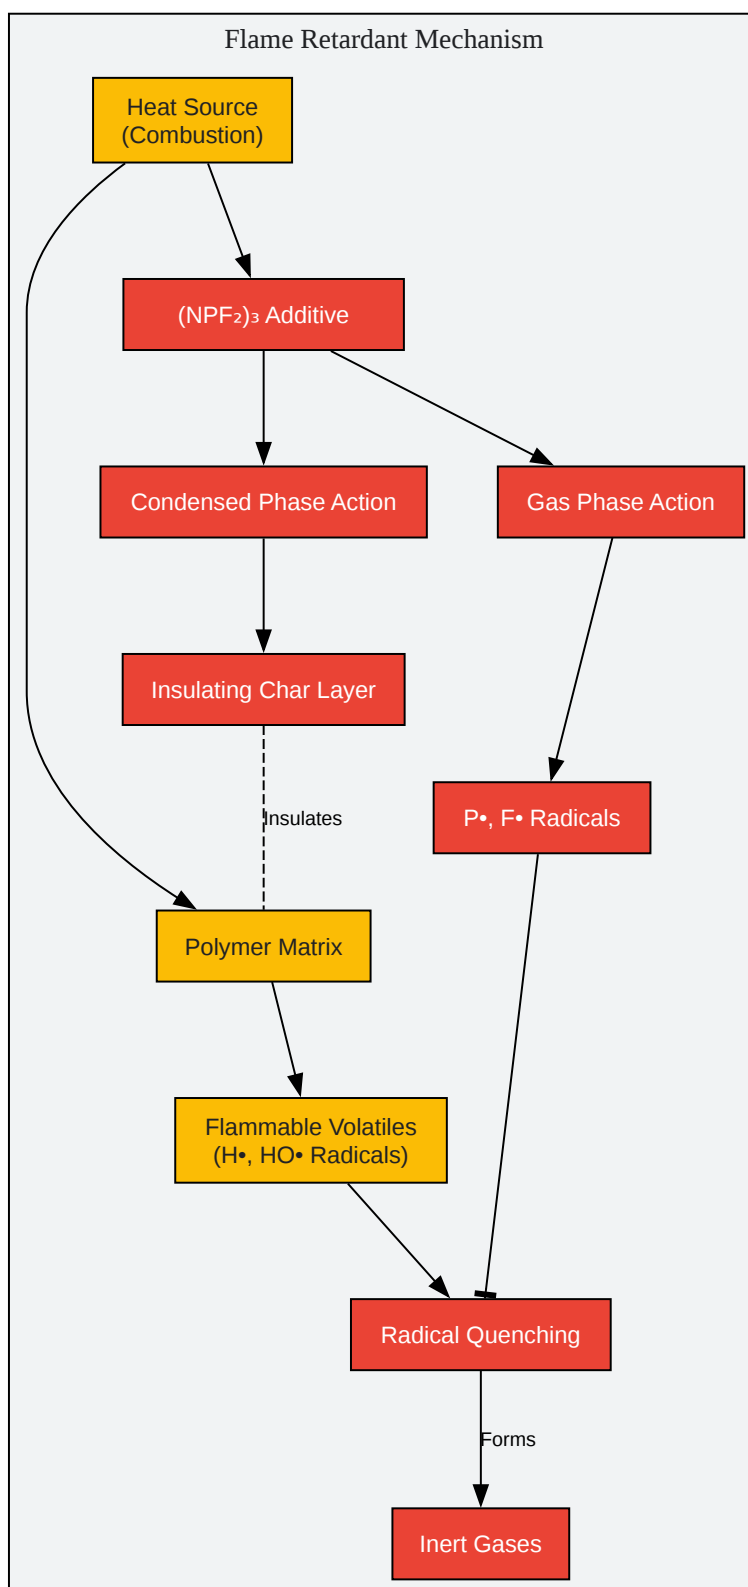 Flame Retardant Mechanism
Heat Source
(Combustion)
(NPF₂)₃ Additive
Condensed Phase Action
Gas Phase Action
Insulating Char Layer
Insulates
P•, F• Radicals
Polymer Matrix
Flammable Volatiles
(H•, HO• Radicals)
Radical Quenching
Forms
Inert Gases